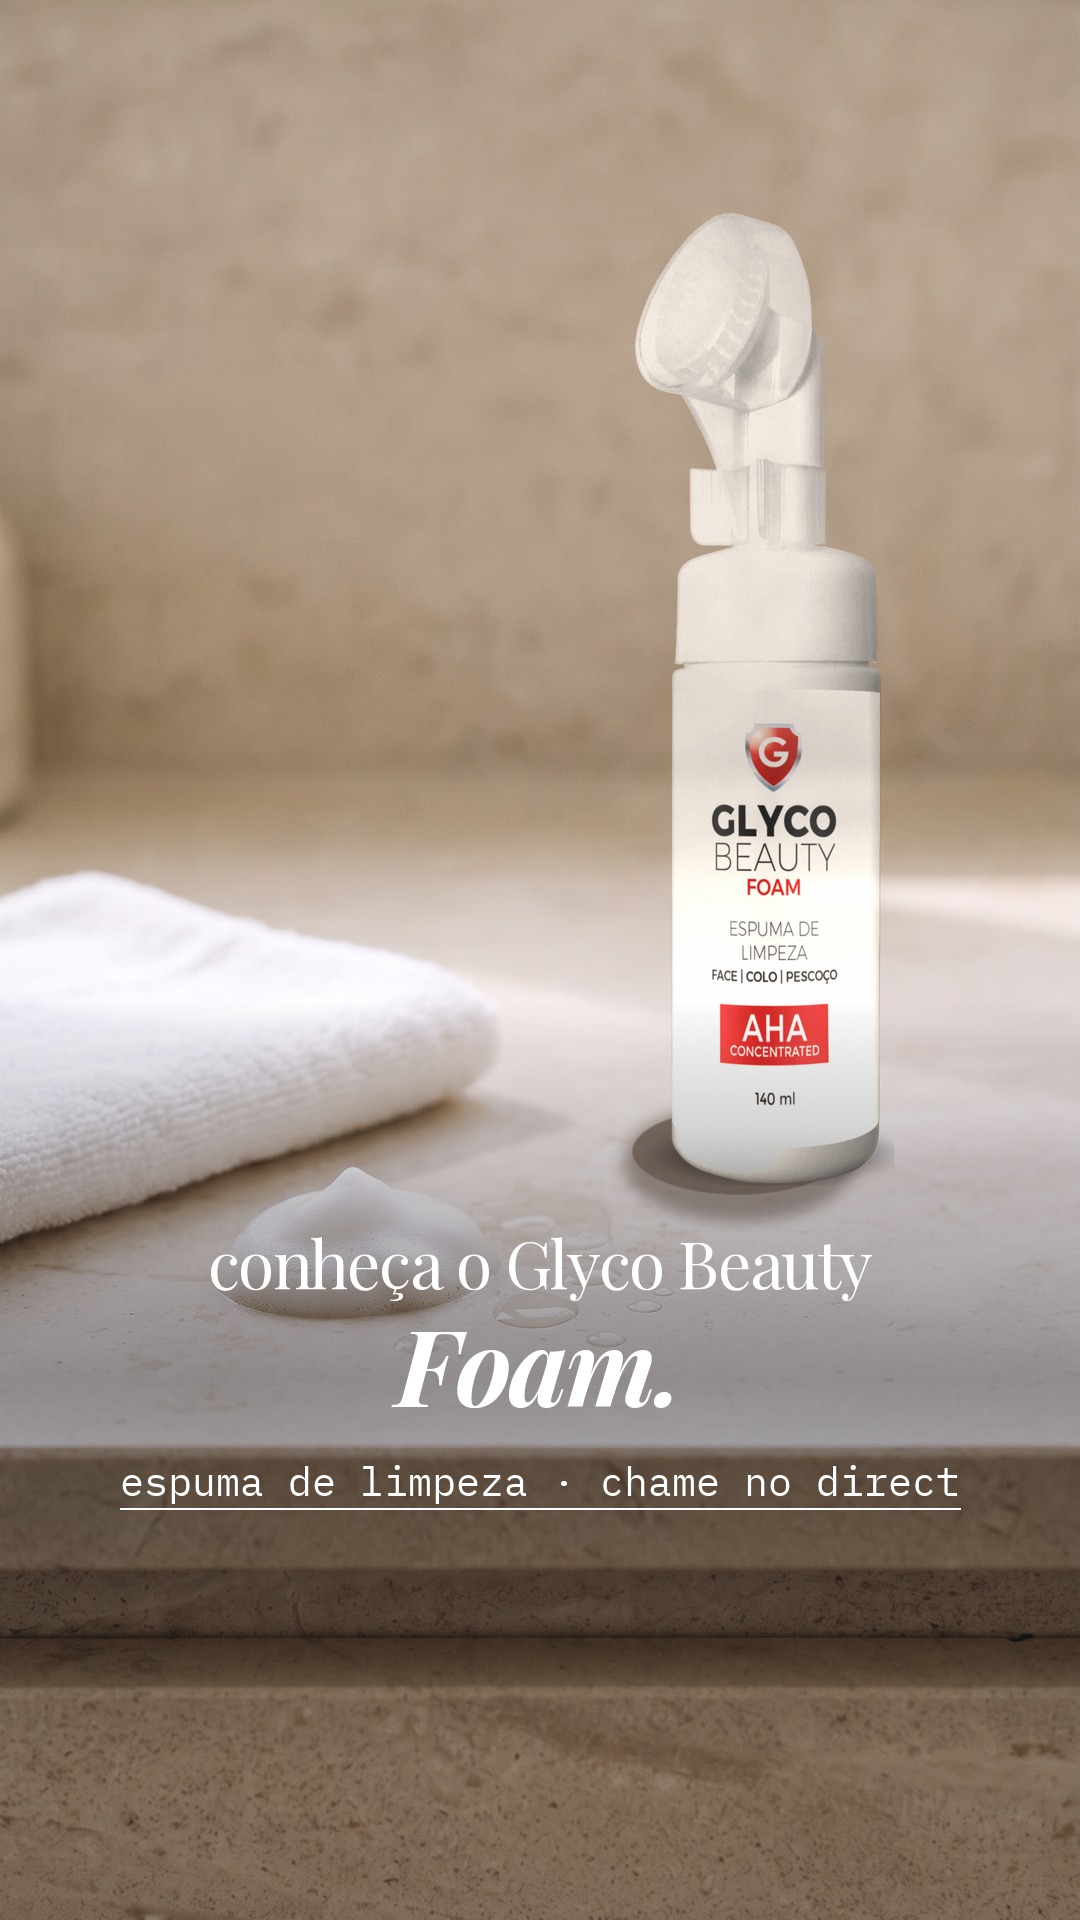 G
GLYCO
BEAUTY
FOAM
ESPUMA DE
LIMPEZA
FACE | COLO | PESCOÇO
AHA
CONCENTRATED
140 ml
conheça o Glyco Beauty
Foam.
espuma de limpeza · chame no direct